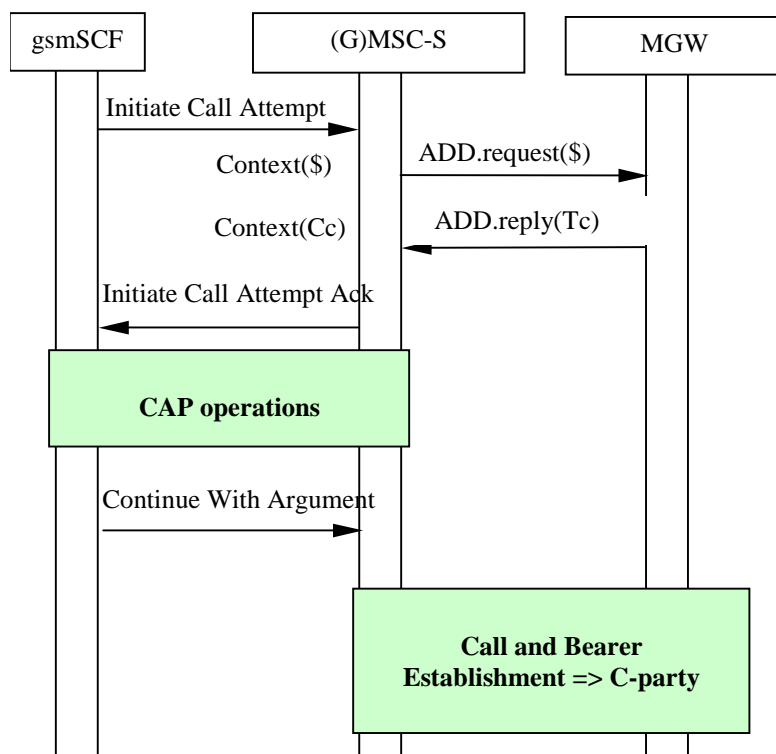 gsmSCF
(G)MSC-S
MGW
Initiate Call Attempt
Context($)
ADD.request($)
Context(Cc)
ADD.reply(Tc)
Initiate Call Attempt Ack
CAP operations
Continue With Argument
Call and Bearer
Establishment => C-party